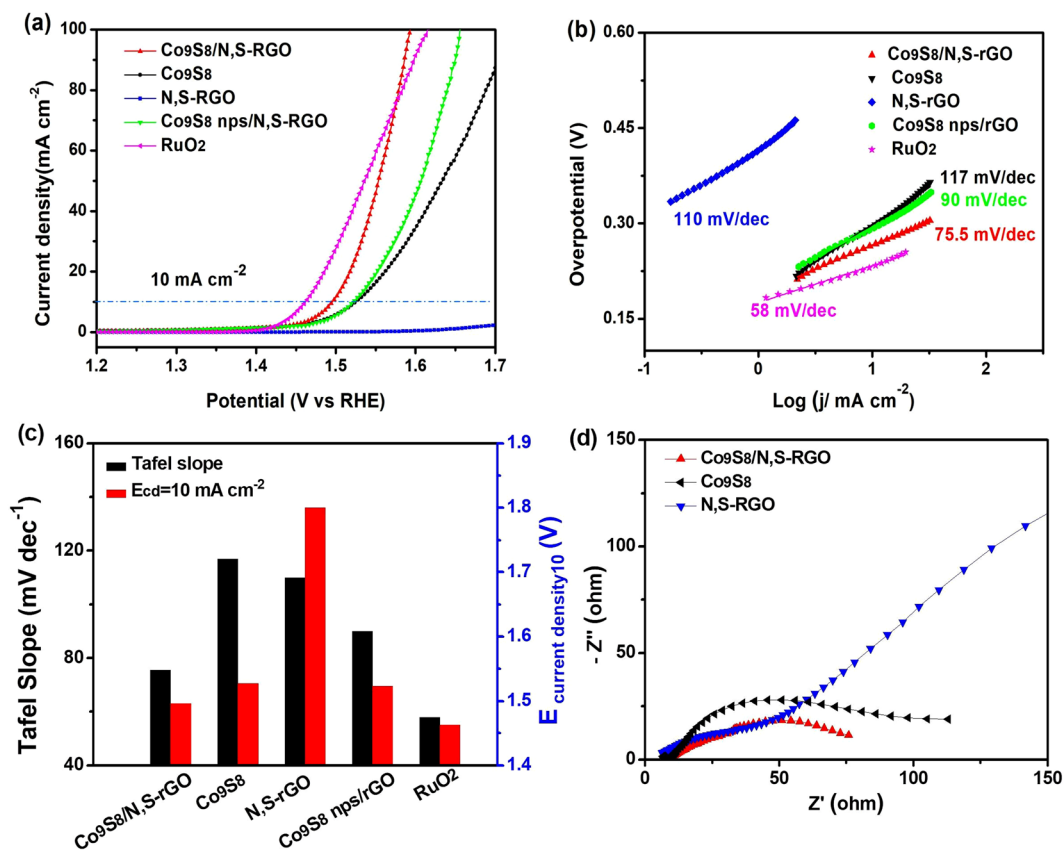 (a)
100
80
60
40
20
0
Current density(mA cm-2)
Co9S8/N,S-RGO
Co9S8
N,S-RGO
Co9S8 nps/N,S-RGO
RuO2
10 mA cm-2
1.2 1.3 1.4 1.5 1.6 1.7
Potential (V vs RHE)
(b)
0.60
0.45
0.30
0.15
Overpotential (V)
Co9S8/N,S-rGO
Co9S8
N,S-rGO
Co9S8 nps/rGO
RuO2
117 mV/dec
90 mV/dec
75.5 mV/dec
110 mV/dec
58 mV/dec
-1 0 1 2
Log (j/ mA cm-2)
(c)
160
120
80
40
Tafel Slope (mV dec-1)
Tafel slope
Ecd=10 mA cm-2
1.9
1.8
1.7
1.6
1.5
1.4
E current density10 (V)
Co9S8/N,S-rGO
Co9S8
N,S-rGO
Co9S8 nps/rGO
RuO2
(d)
150
100
50
0
- Z'' (ohm)
Co9S8/N,S-RGO
Co9S8
N,S-RGO
0 25 50 75 100 125 150
Z' (ohm)